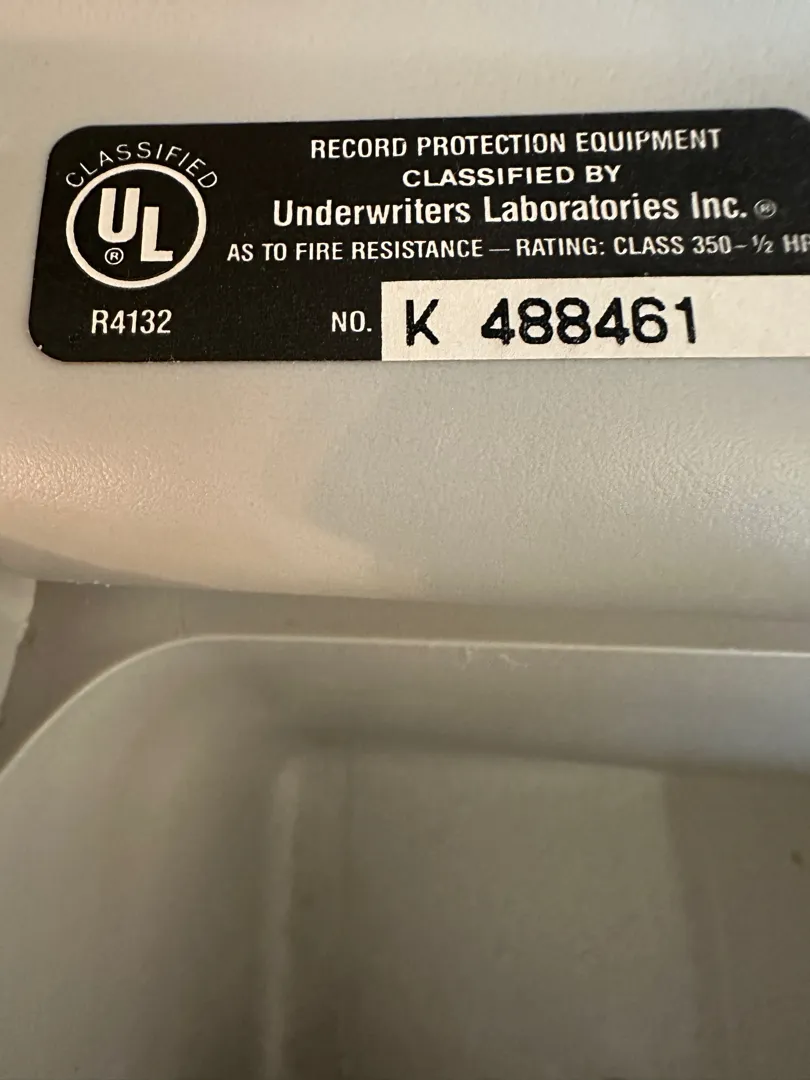 CLASSIFIED
UL
®
R4132
RECORD PROTECTION EQUIPMENT
CLASSIFIED BY
Underwriters Laboratories Inc. ®
AS TO FIRE RESISTANCE — RATING: CLASS 350-½ HR
NO. K 488461